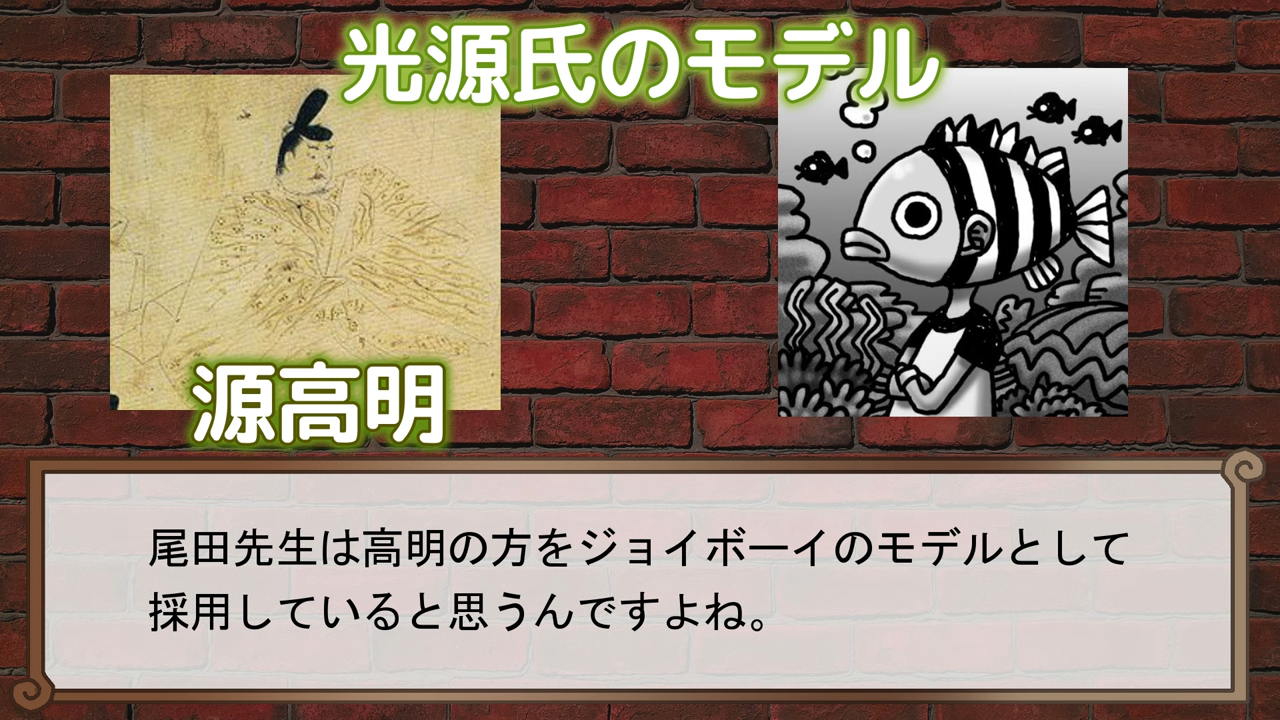 光源氏のモデル
源高明
尾田先生は高明の方をジョイボーイのモデルとして
採用していると思うんですよね。